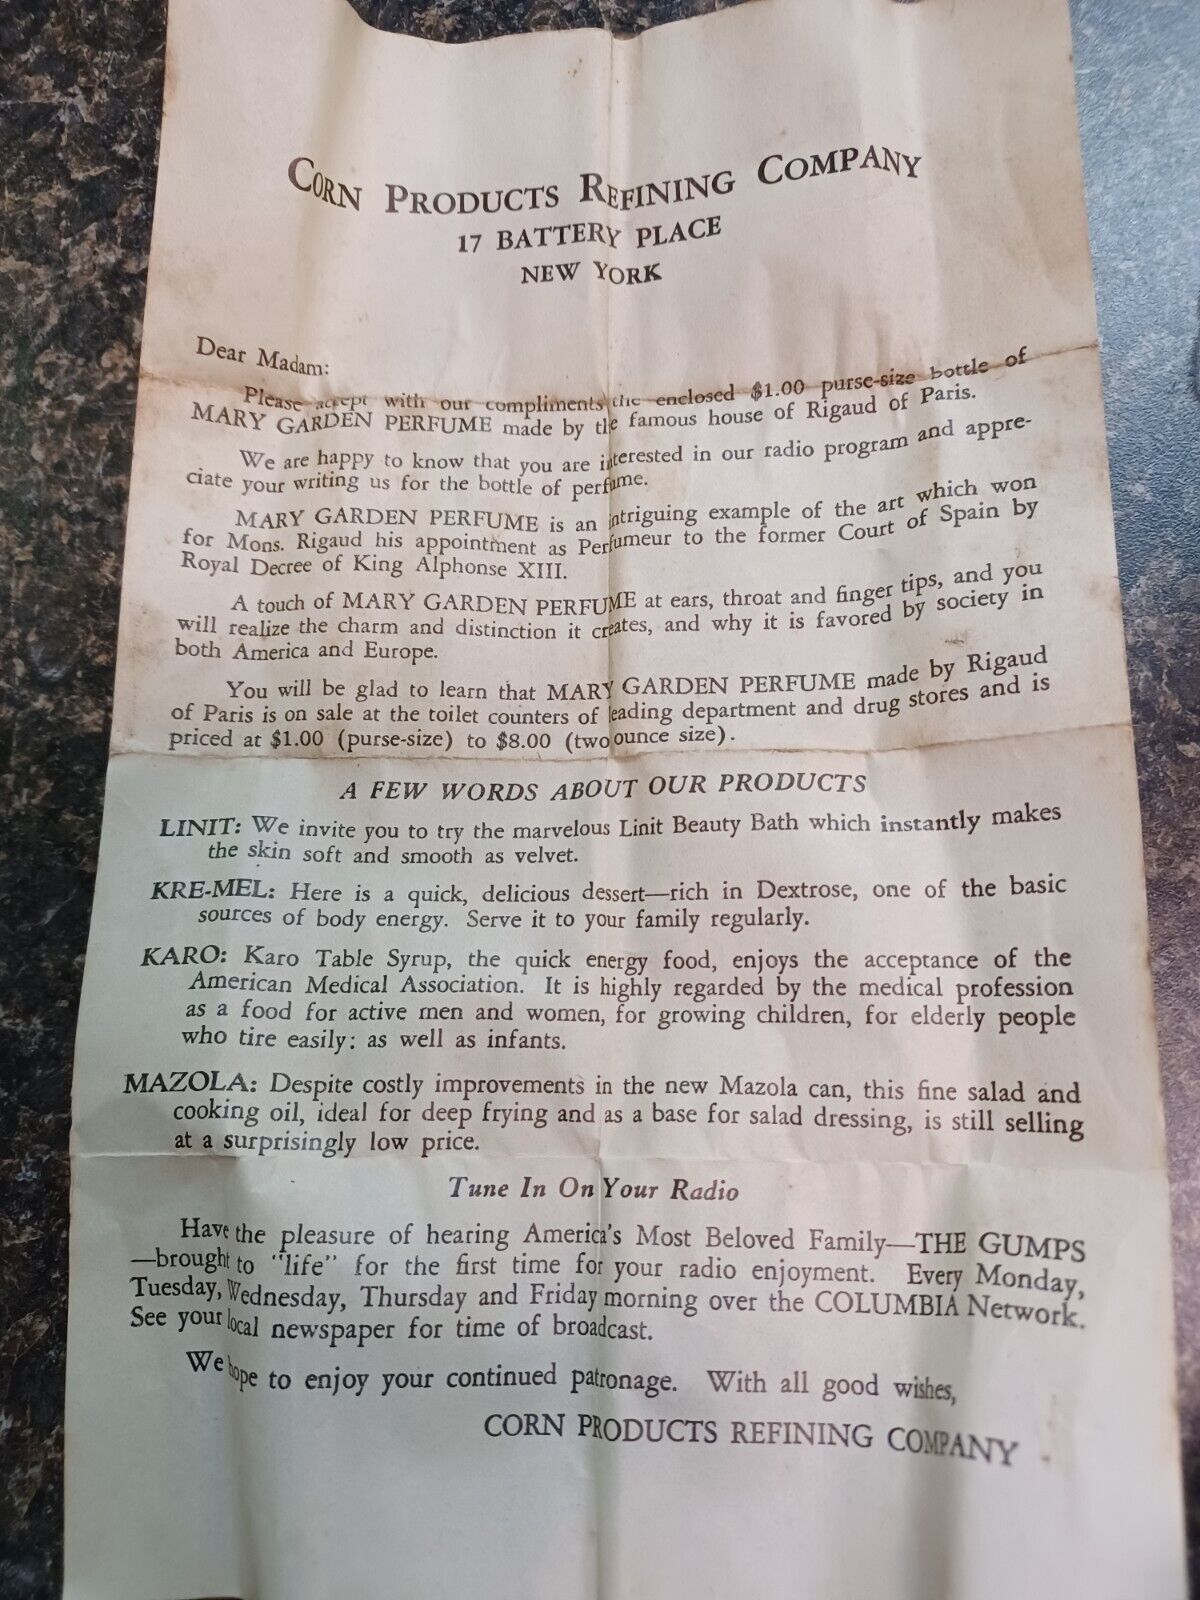 CORN PRODUCTS REFINING COMPANY
17 BATTERY PLACE
NEW YORK
Dear Madam:
Please accept with our compliments the enclosed $1.00 purse-size bottle of
MARY GARDEN PERFUME made by the famous house of Rigaud of Paris.
We are happy to know that you are interested in our radio program and appre-
ciate your writing us for the bottle of perfume.
MARY GARDEN PERFUME is an intriguing example of the art which won
for Mons. Rigaud his appointment as Perfumeur to the former Court of Spain by
Royal Decree of King Alphonse XIII.
A touch of MARY GARDEN PERFUME at ears, throat and finger tips, and you
will realize the charm and distinction it creates, and why it is favored by society in
both America and Europe.
You will be glad to learn that MARY GARDEN PERFUME made by Rigaud
of Paris is on sale at the toilet counters of leading department and drug stores and is
priced at $1.00 (purse-size) to $8.00 (two ounce size).
A FEW WORDS ABOUT OUR PRODUCTS
LINIT: We invite you to try the marvelous Linit Beauty Bath which instantly makes
the skin soft and smooth as velvet.
KRE-MEL: Here is a quick, delicious dessert—rich in Dextrose, one of the basic
sources of body energy. Serve it to your family regularly.
KARO: Karo Table Syrup, the quick energy food, enjoys the acceptance of the
American Medical Association. It is highly regarded by the medical profession
as a food for active men and women, for growing children, for elderly people
who tire easily: as well as infants.
MAZOLA: Despite costly improvements in the new Mazola can, this fine salad and
cooking oil, ideal for deep frying and as a base for salad dressing, is still selling
at a surprisingly low price.
Tune In On Your Radio
Have the pleasure of hearing America's Most Beloved Family—THE GUMPS
—brought to "life" for the first time for your radio enjoyment. Every Monday,
Tuesday, Wednesday, Thursday and Friday morning over the COLUMBIA Network.
See your local newspaper for time of broadcast.
We hope to enjoy your continued patronage. With all good wishes,
CORN PRODUCTS REFINING COMPANY